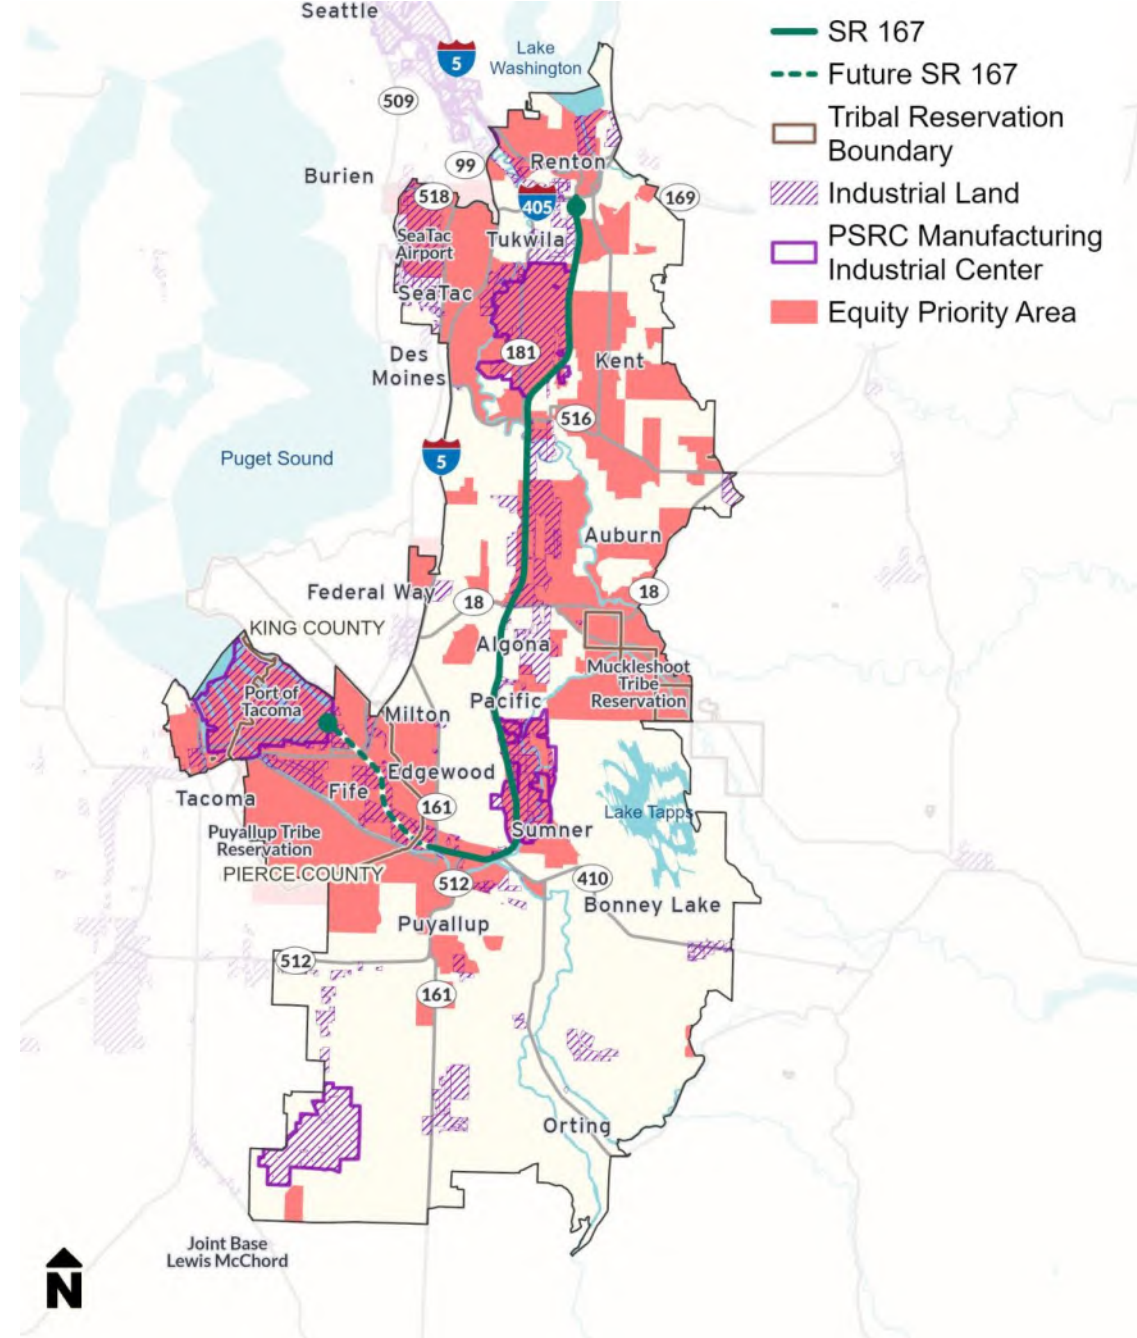 Seattle
5
Lake
Washington
509
99
Renton
Burien
518
405
169
SeaTac
Airport
Tukwila
SeaTac
181
Des
Moines
Kent
516
5
Puget Sound
Auburn
Federal Way
18
18
KING COUNTY
Algona
Muckleshoot
Tribe
Reservation
Port of
Tacoma
Pacific
Milton
Edgewood
Tacoma
Fife
161
Lake Tapps
Puyallup Tribe
Reservation
Sumner
PIERCE COUNTY
512
410
Bonney Lake
Puyallup
512
161
Orting
Joint Base
Lewis McChord
N
SR 167
Future SR 167
Tribal Reservation
Boundary
Industrial Land
PSRC Manufacturing
Industrial Center
Equity Priority Area